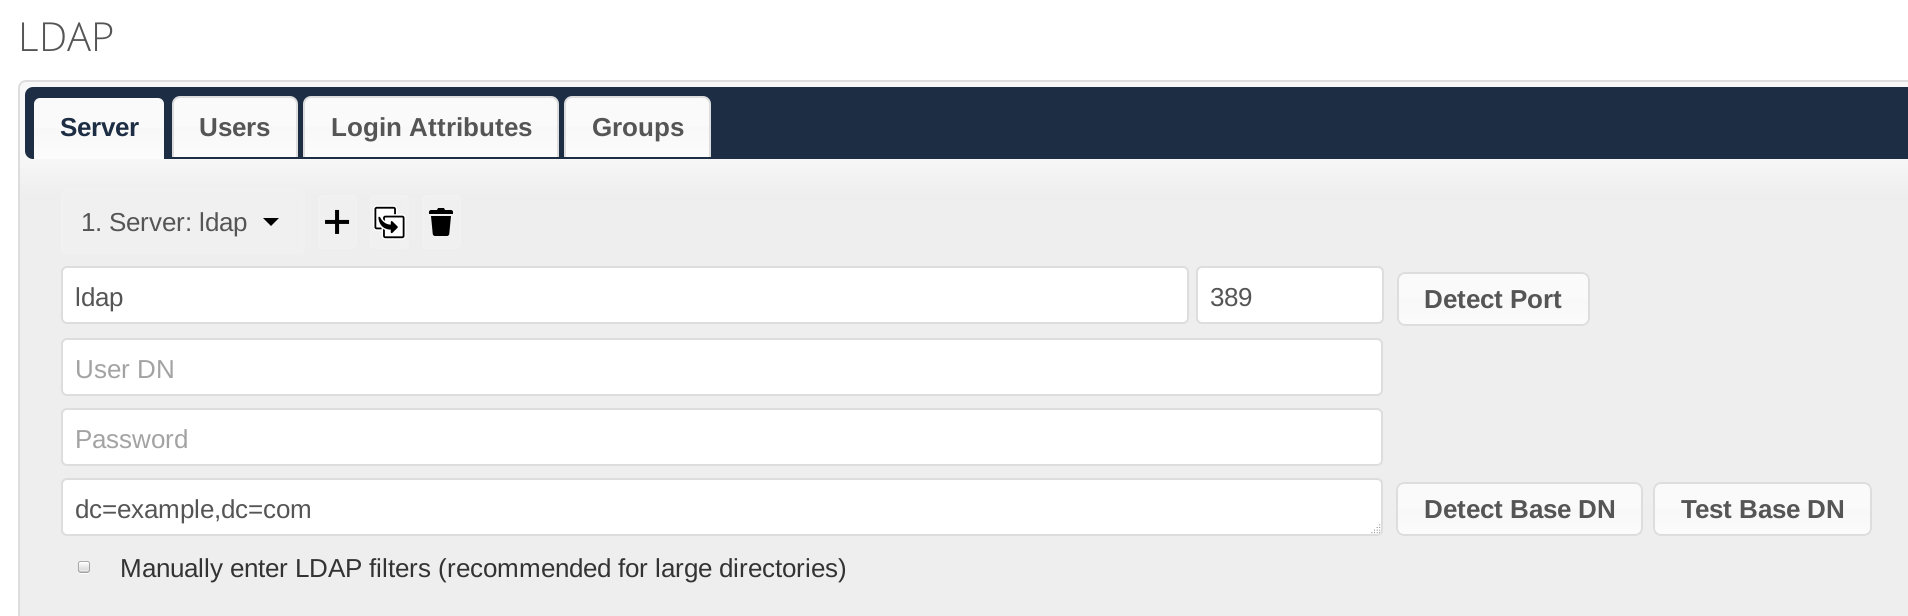 LDAP
Server Users Login Attributes Groups
1. Server: ldap
ldap 389 Detect Port
User DN
Password
dc=example,dc=com Detect Base DN Test Base DN
Manually enter LDAP filters (recommended for large directories)